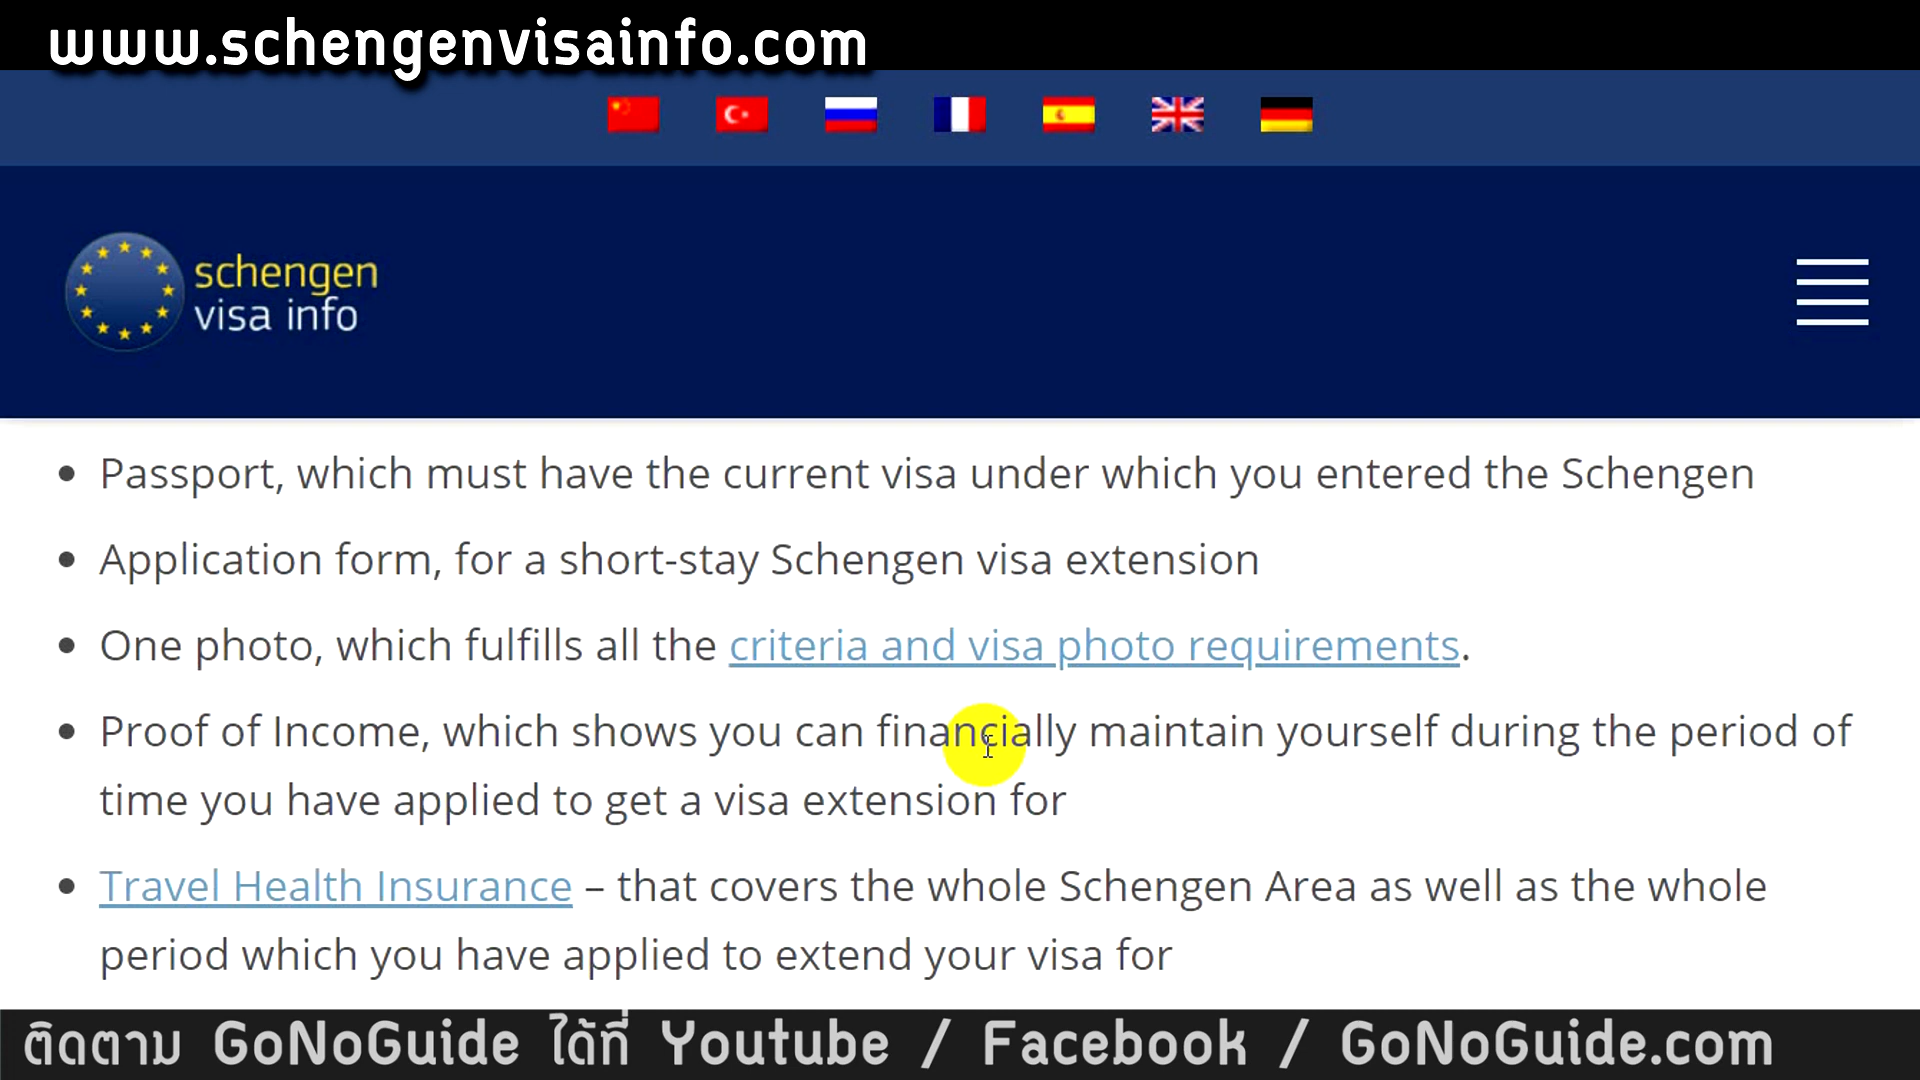 www.schengenvisainfo.com
schengen
visa info
• Passport, which must have the current visa under which you entered the Schengen
• Application form, for a short-stay Schengen visa extension
• One photo, which fulfills all the criteria and visa photo requirements.
• Proof of Income, which shows you can financially maintain yourself during the period of
time you have applied to get a visa extension for
• Travel Health Insurance – that covers the whole Schengen Area as well as the whole
period which you have applied to extend your visa for
ติดตาม GoNoGuide ได้ที่ Youtube / Facebook / GoNoGuide.com